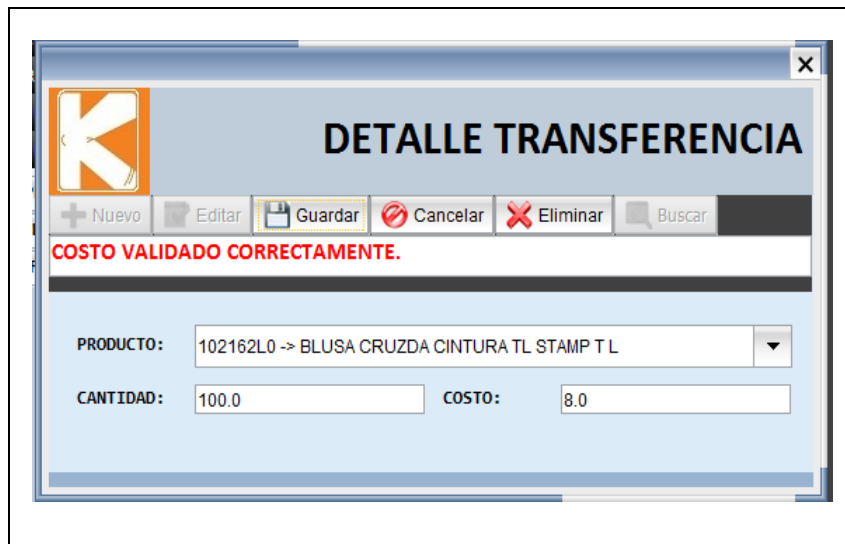 DETALLE TRANSFERENCIA
Nuevo Editar Guardar Cancelar Eliminar Buscar
COSTO VALIDADO CORRECTAMENTE.
PRODUCTO: 102162L0 -> BLUSA CRUZDA CINTURA TL STAMP T L
CANTIDAD: 100.0 COSTO: 8.0